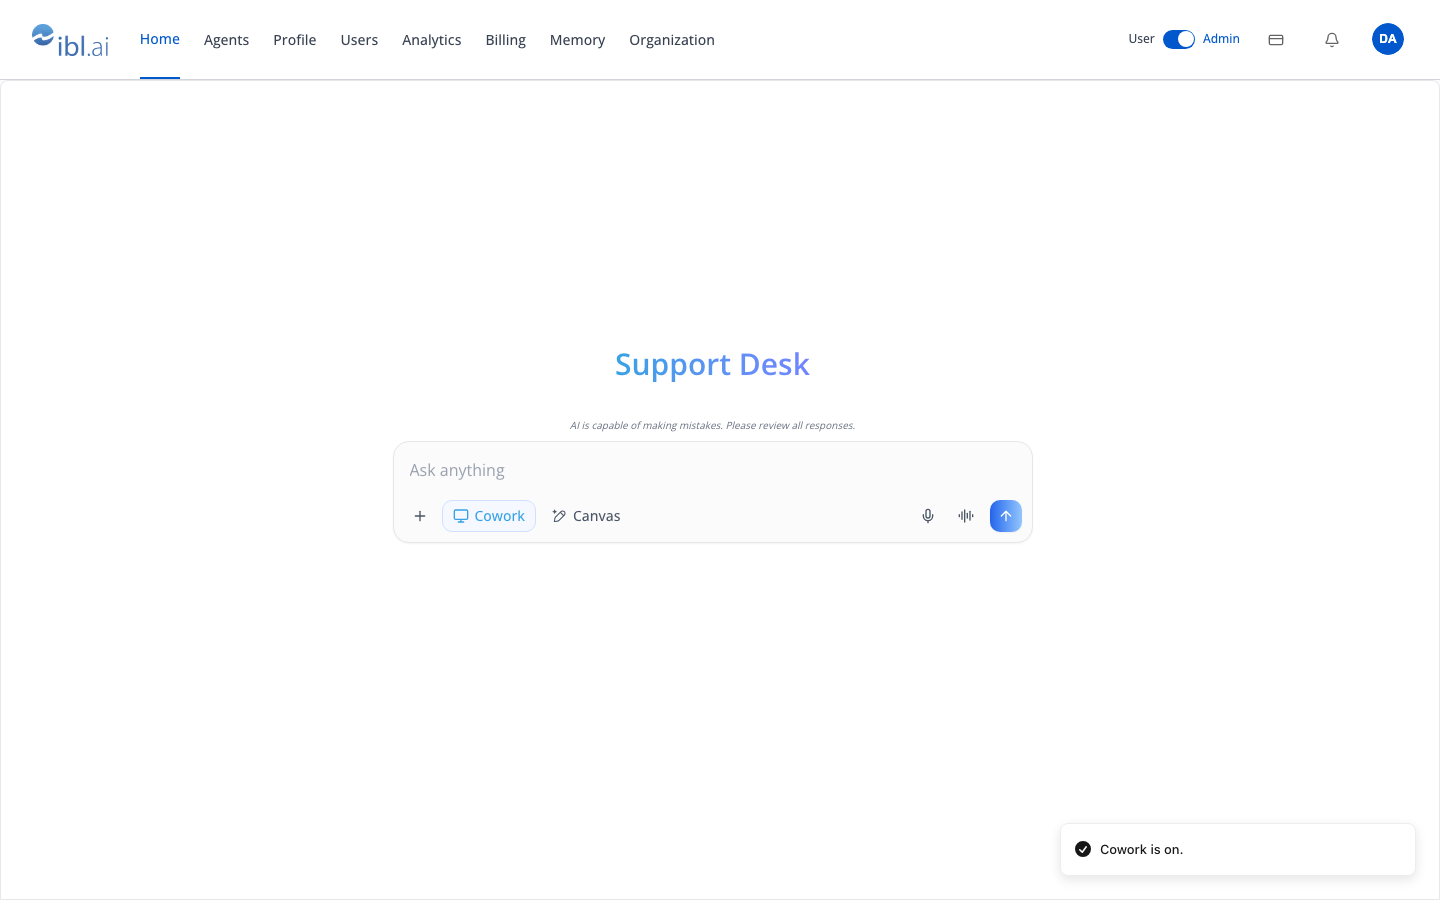 ibl.ai
Home Agents Profile Users Analytics Billing Memory Organization
User Admin DA
Support Desk
AI is capable of making mistakes. Please review all responses.
Ask anything
Cowork Canvas
Cowork is on.